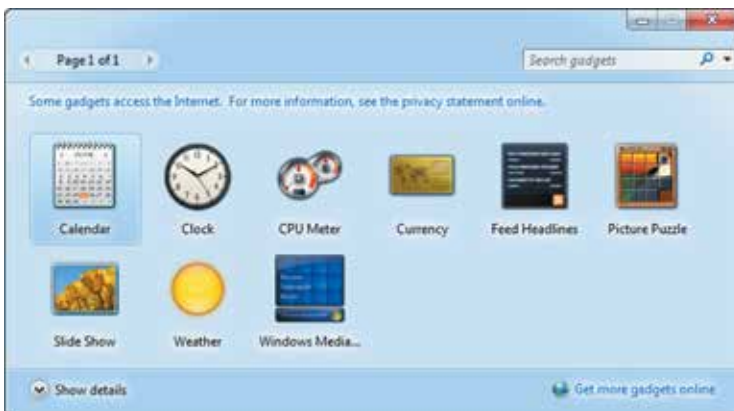 Page 1 of 1
Search gadgets
Some gadgets access the Internet. For more information, see the privacy statement online.
Calendar Clock CPU Meter Currency Feed Headlines Picture Puzzle
Slide Show Weather Windows Media...
Show details Get more gadgets online